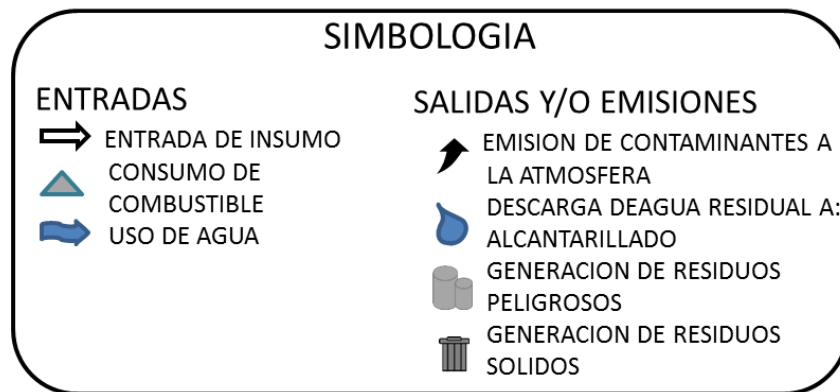 SIMBOLOGIA
ENTRADAS
ENTRADA DE INSUMO
CONSUMO DE
COMBUSTIBLE
USO DE AGUA
SALIDAS Y/O EMISIONES
EMISION DE CONTAMINANTES A
LA ATMOSFERA
DESCARGA DEAGUA RESIDUAL A:
ALCANTARILLADO
GENERACION DE RESIDUOS
PELIGROSOS
GENERACION DE RESIDUOS
SOLIDOS